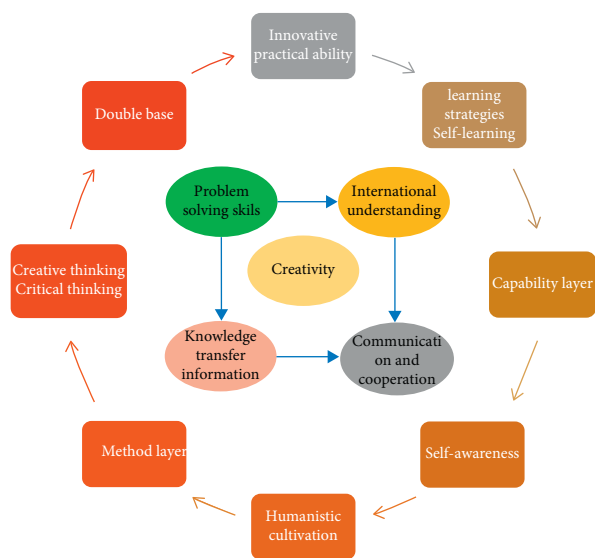 Innovative
practical ability
Double base
learning
strategies
Self-learning
Problem
solving skils
International
understanding
Creativity
Creative thinking
Critical thinking
Capability layer
Knowledge
transfer
information
Communicati
on and
cooperation
Method layer
Self-awareness
Humanistic
cultivation